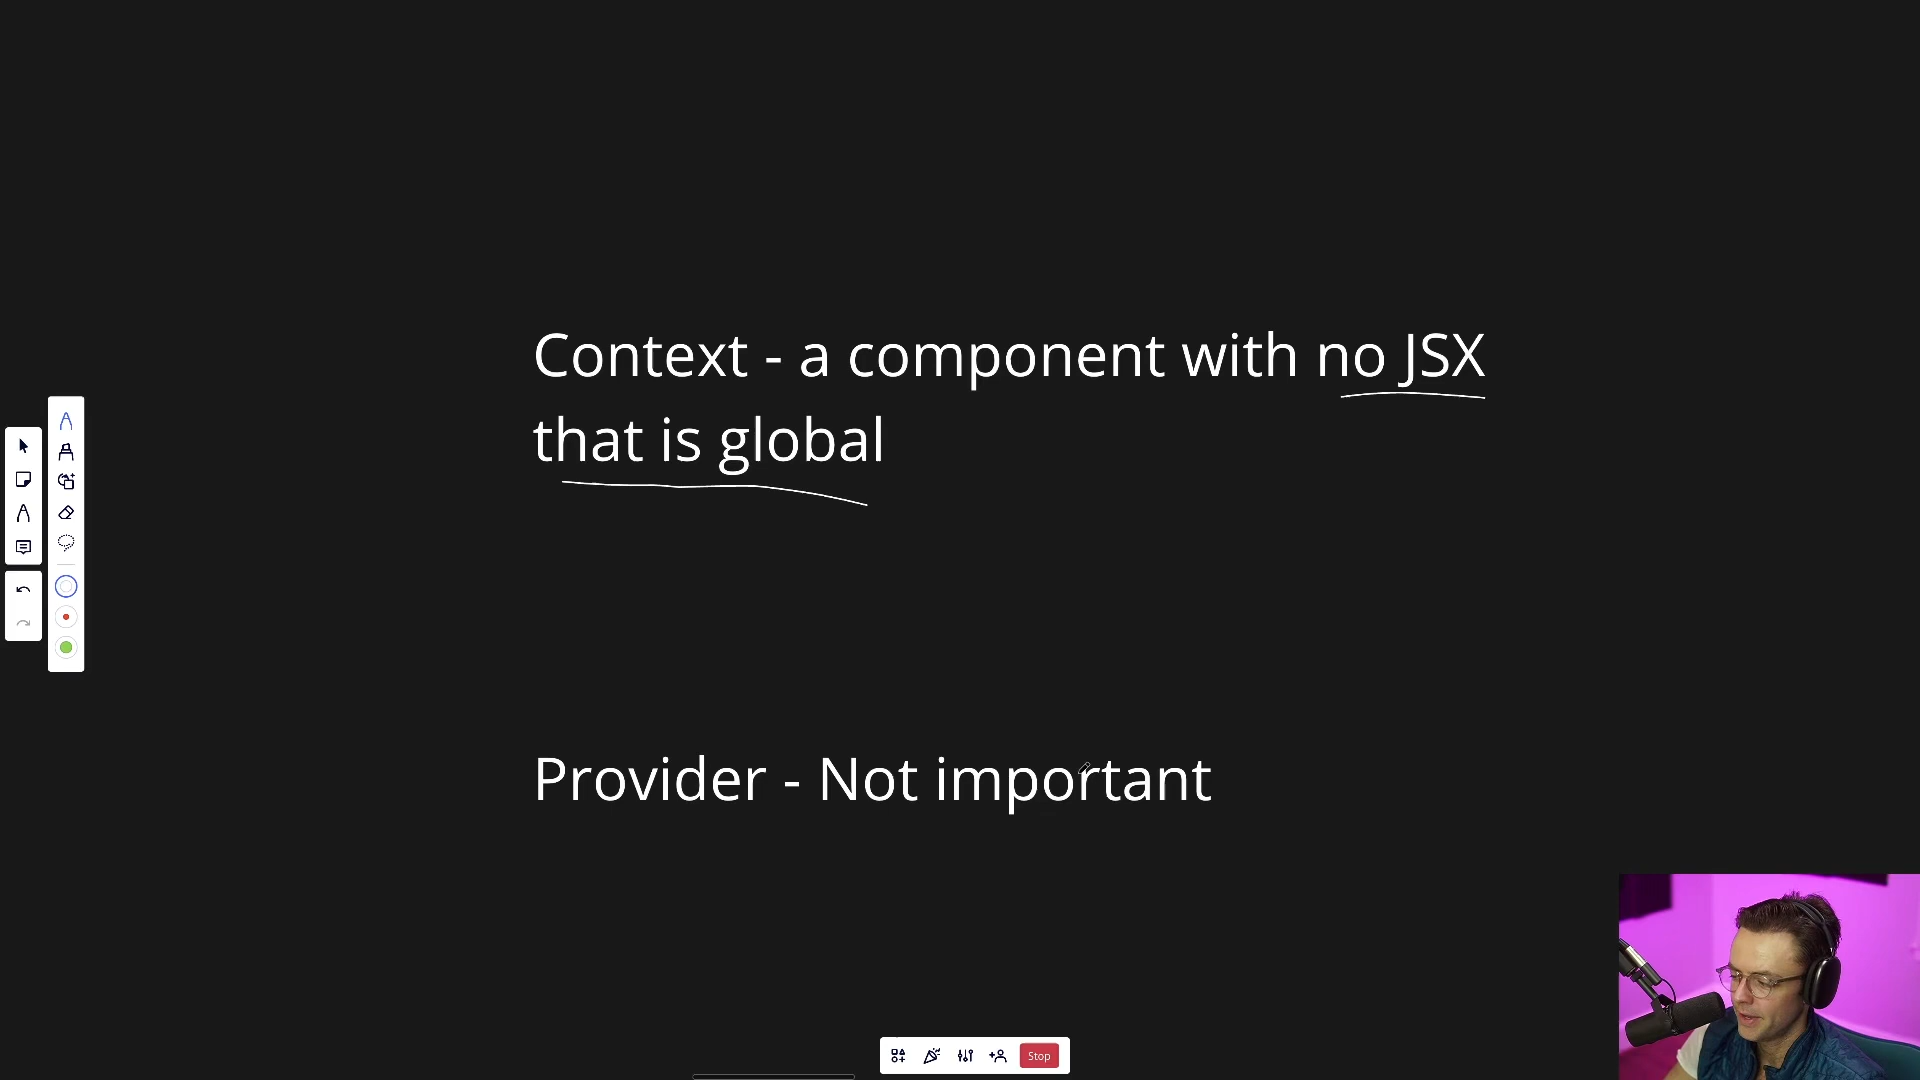 Context - a component with no JSX
that is global
Provider - Not important
Stop